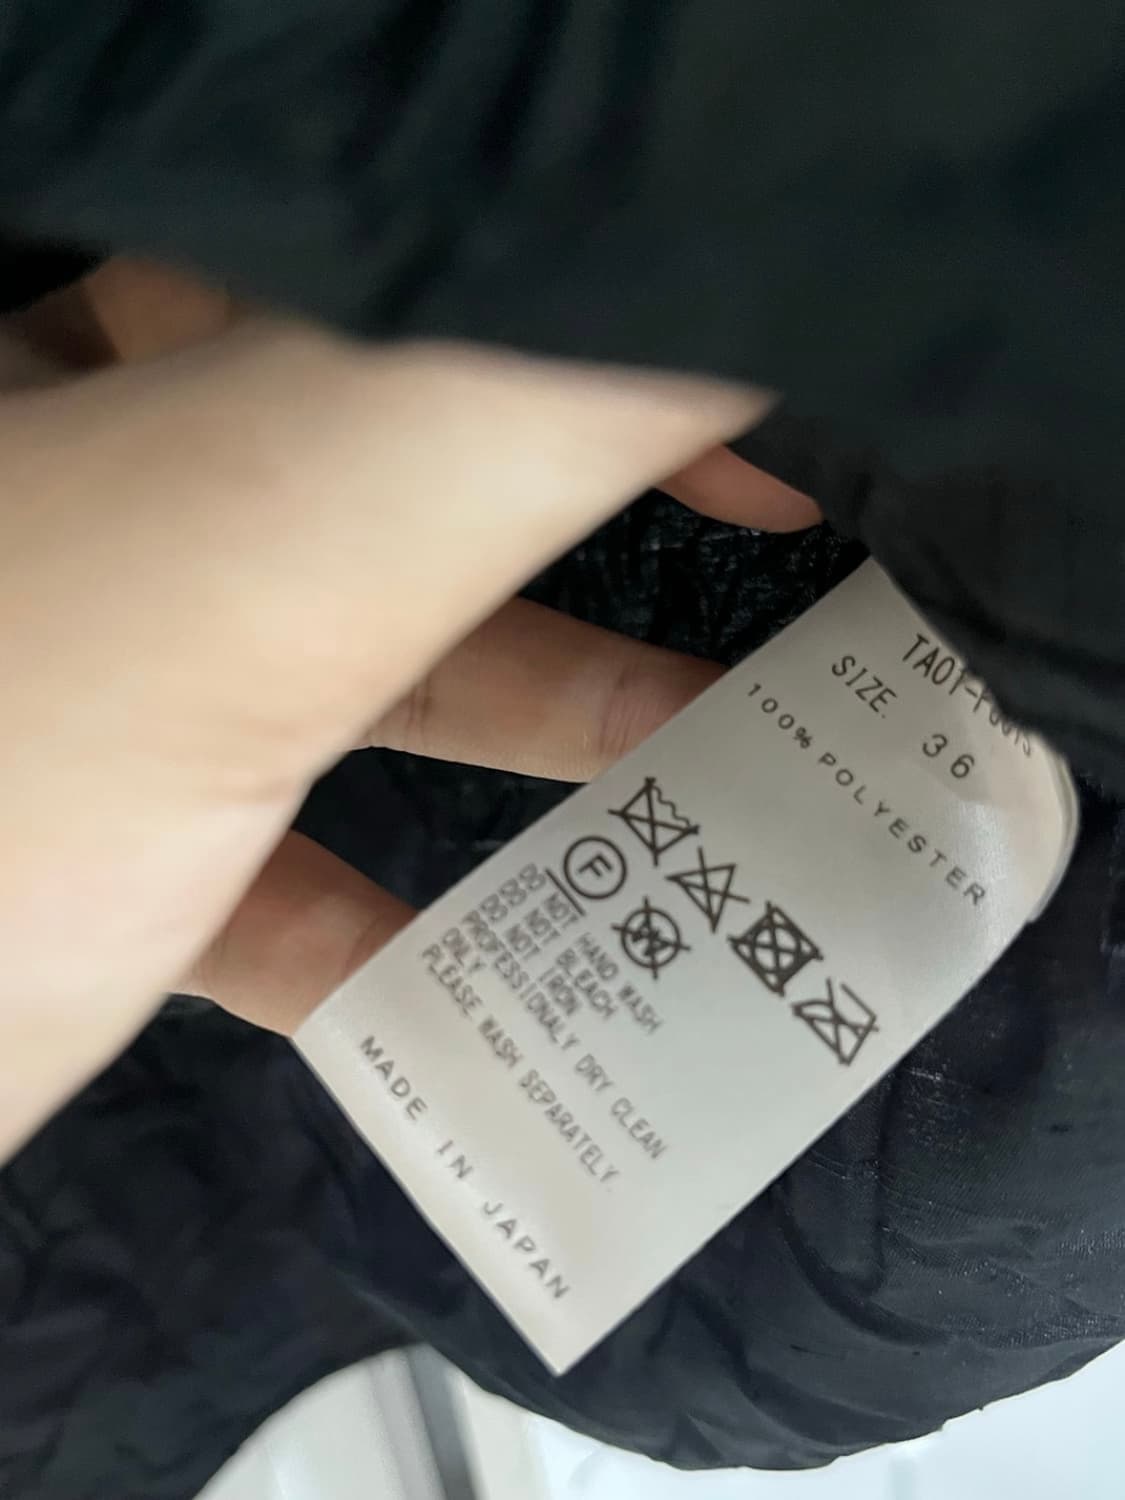 SIZE. 36
100% POLYESTER
F
W
DO NOT HAND WASH
DO NOT BLEACH
DO NOT IRON
PROFESSIONALY DRY CLEAN
ONLY
PLEASE WASH SEPARATELY.
MADE IN JAPAN